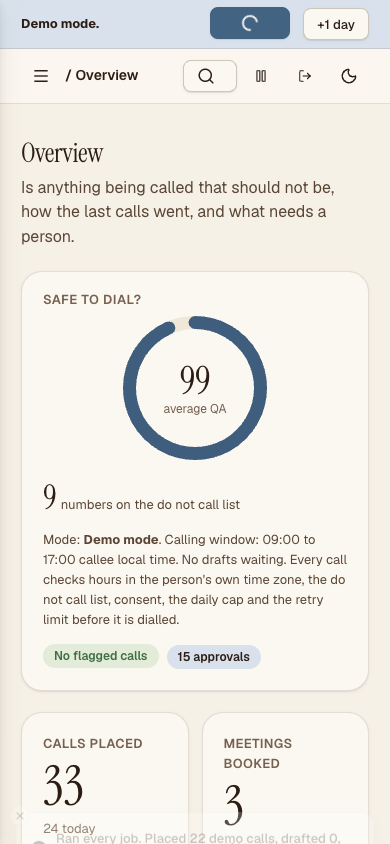 Demo mode.
+1 day
/ Overview
Overview
Is anything being called that should not be,
how the last calls went, and what needs a
person.
SAFE TO DIAL?
99
average QA
9 numbers on the do not call list
Mode: Demo mode. Calling window: 09:00 to
17:00 callee local time. No drafts waiting. Every call
checks hours in the person's own time zone, the do
not call list, consent, the daily cap and the retry
limit before it is dialled.
No flagged calls
15 approvals
CALLS PLACED
33
24 today
MEETINGS
BOOKED
3
Ran every job. Placed 22 demo calls, drafted 0,